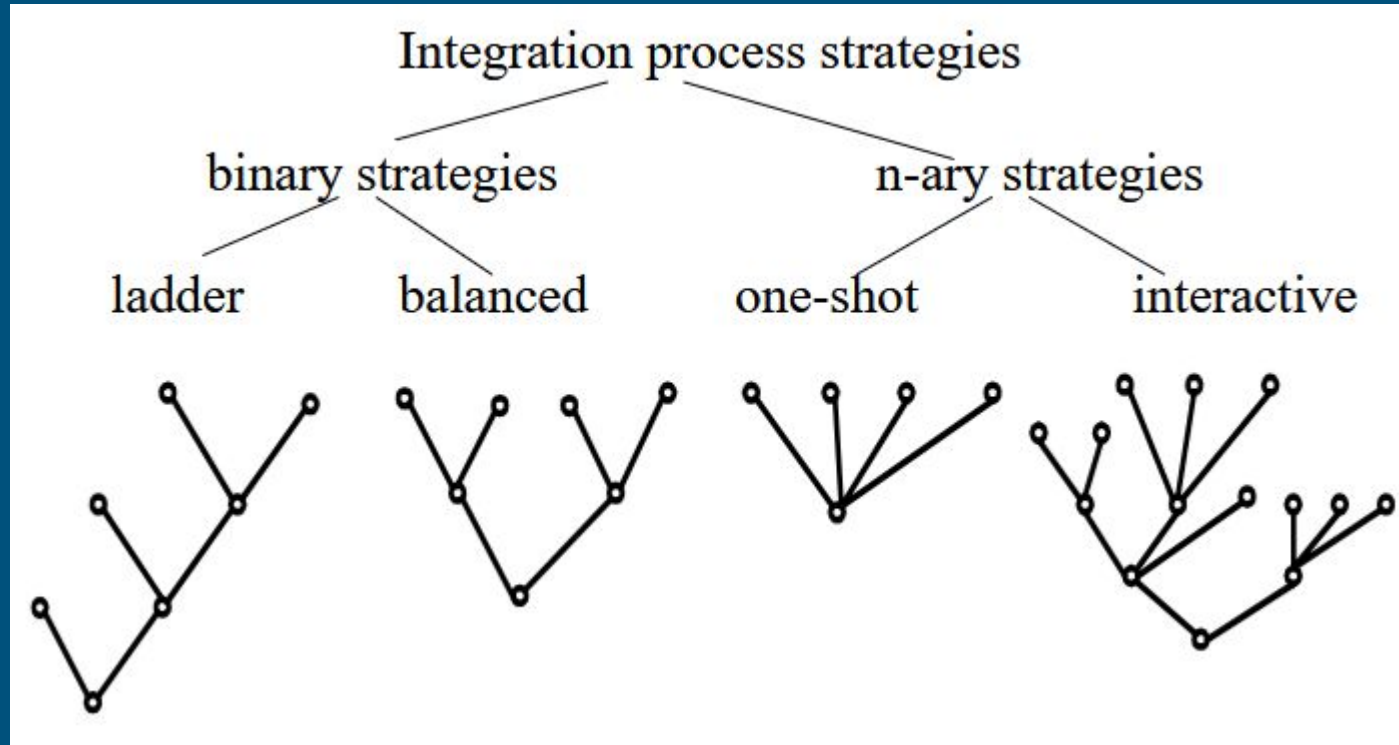 Integration process strategies
binary strategies n-ary strategies
ladder balanced one-shot interactive